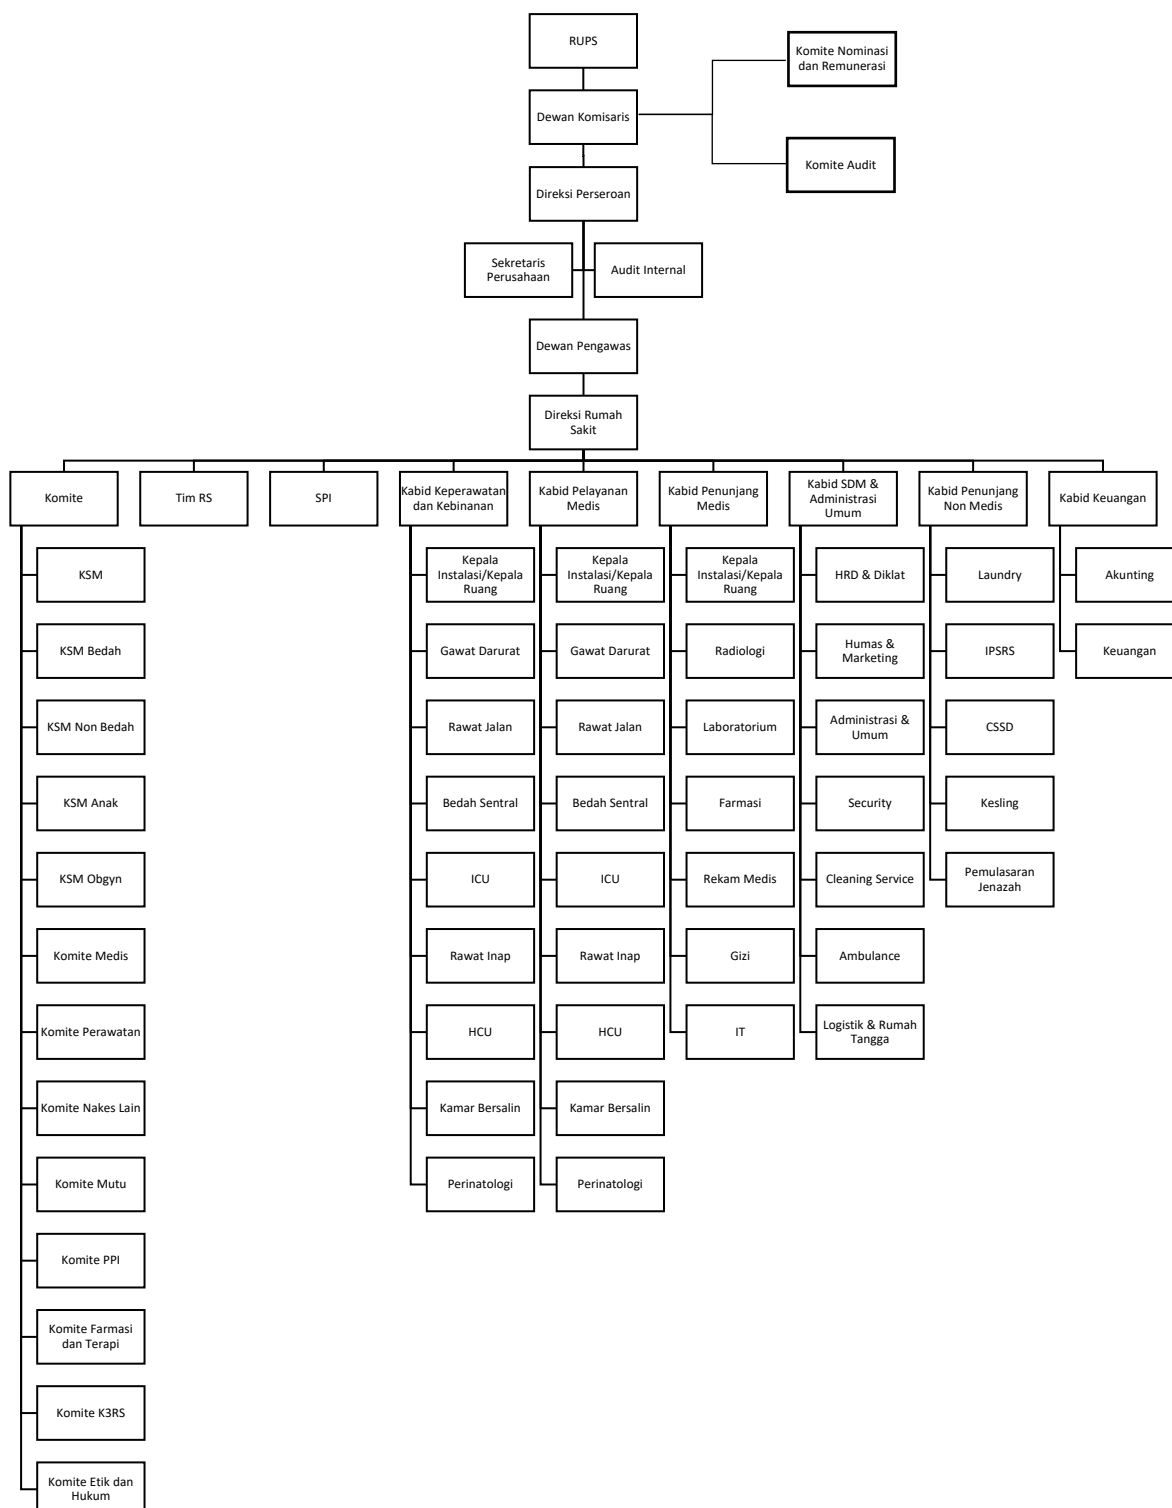 RUPS
Komite Nominasi
dan Remunerasi
Dewan Komisaris
Komite Audit
Direksi Perseroan
Sekretaris
Perusahaan
Audit Internal
Dewan Pengawas
Direksi Rumah
Sakit
Komite
Tim RS
SPI
Kabid Keperawatan
dan Kebinanan
Kabid Pelayanan
Medis
Kabid Penunjang
Medis
Kabid SDM &
Administrasi
Umum
Kabid Penunjang
Non Medis
Kabid Keuangan
KSM
KSM Bedah
KSM Non Bedah
KSM Anak
KSM Obgyn
Komite Medis
Komite Perawatan
Komite Nakes Lain
Komite Mutu
Komite PPI
Komite Farmasi
dan Terapi
Komite K3RS
Komite Etik dan
Hukum
Kepala
Instalasi/Kepala
Ruang
Gawat Darurat
Rawat Jalan
Bedah Sentral
ICU
Rawat Inap
HCU
Kamar Bersalin
Perinatologi
Kepala
Instalasi/Kepala
Ruang
Gawat Darurat
Rawat Jalan
Bedah Sentral
ICU
Rawat Inap
HCU
Kamar Bersalin
Perinatologi
Kepala
Instalasi/Kepala
Ruang
Radiologi
Laboratorium
Farmasi
Rekam Medis
Gizi
IT
HRD & Diklat
Humas &
Marketing
Administrasi &
Umum
Security
Cleaning Service
Ambulance
Logistik & Rumah
Tangga
Laundry
IPSRS
CSSD
Kesling
Pemulasaran
Jenazah
Akunting
Keuangan